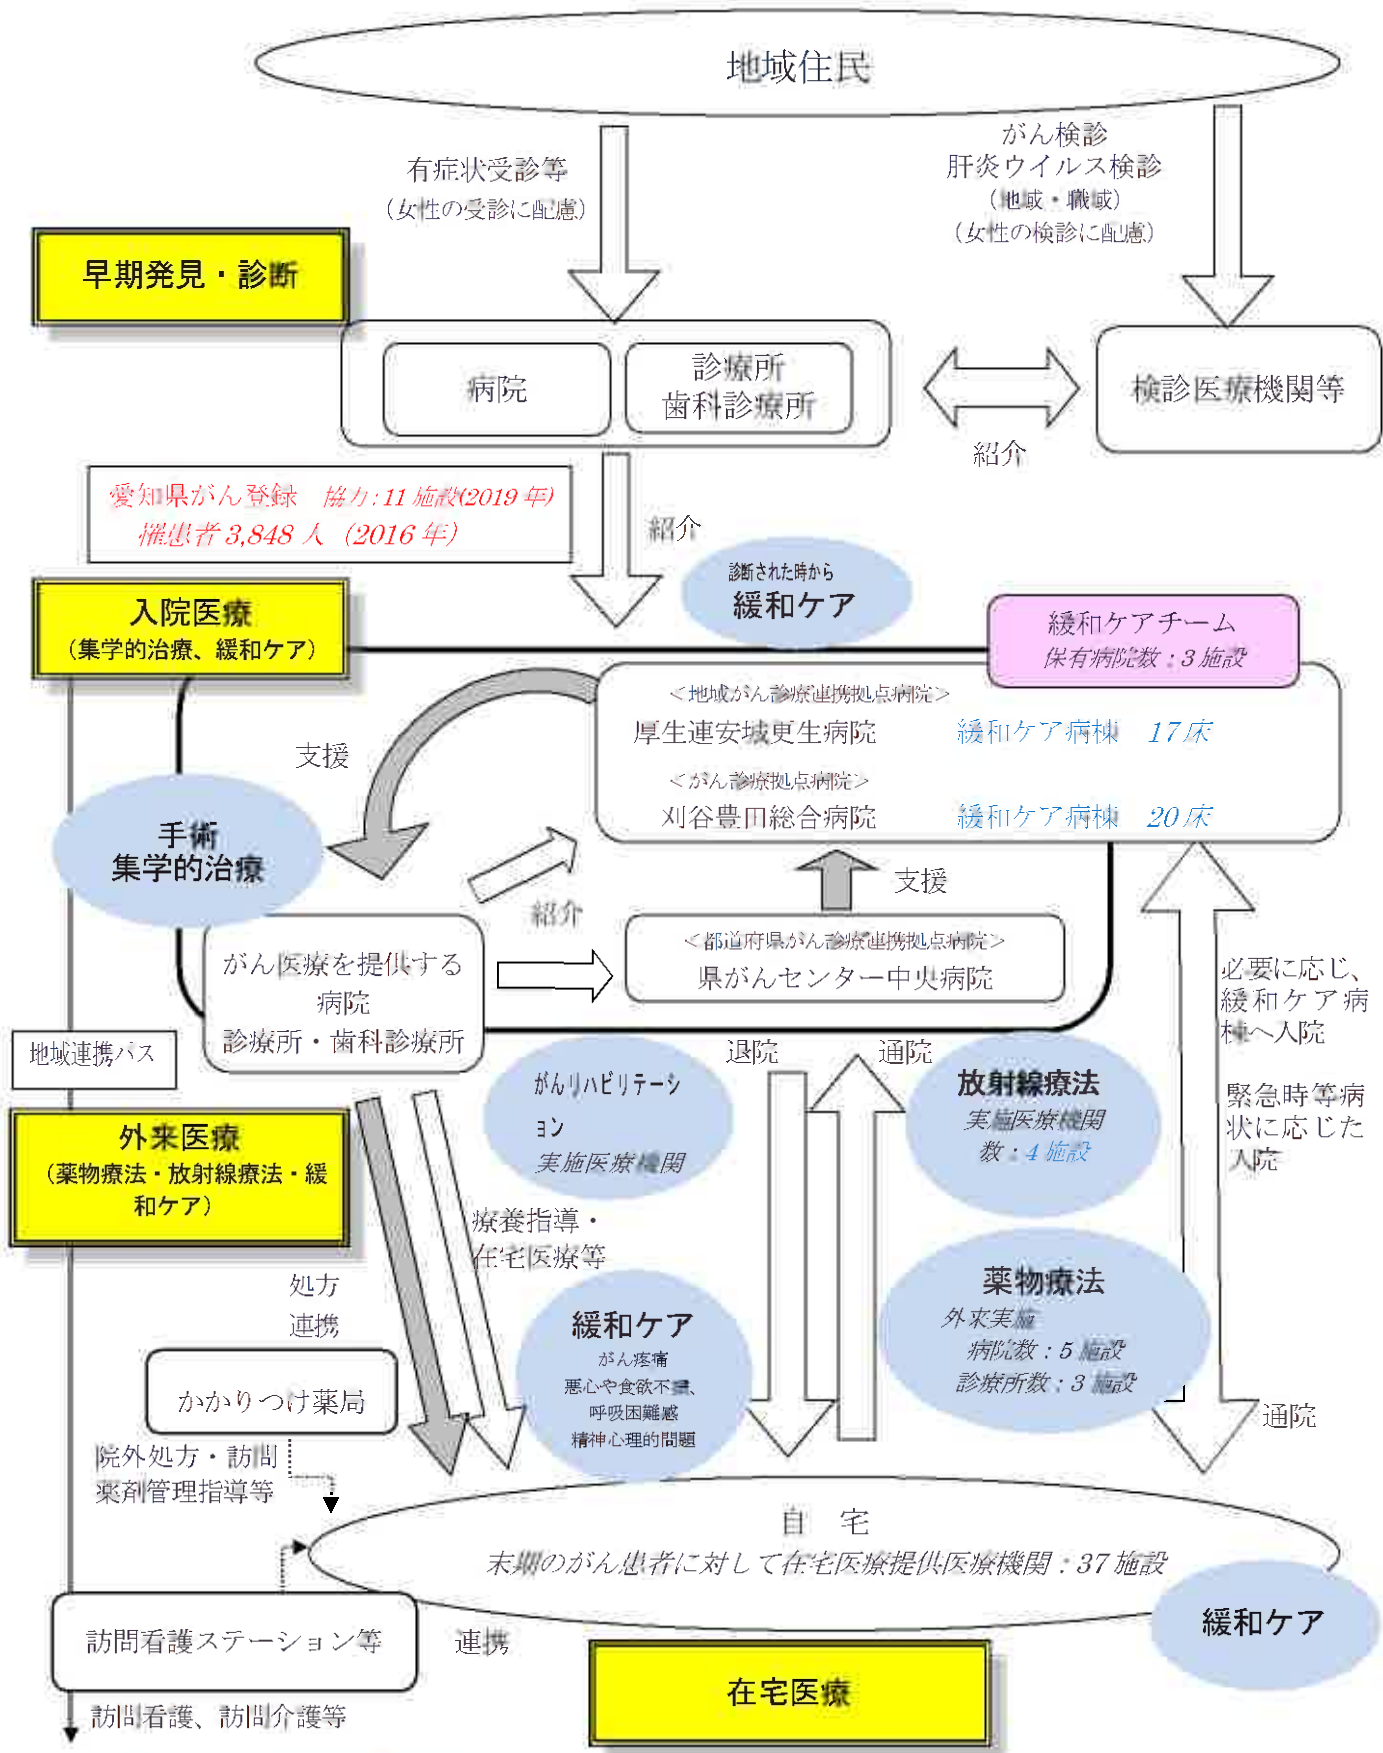 地域住民
有症状受診等
（女性の受診に配慮）
がん検診
肝炎ウイルス検診
（地域・職域）
（女性の検診に配慮）
早期発見・診断
病院
診療所
歯科診療所
検診医療機関等
紹介
愛知県がん登録　協力：11施設(2019年)
罹患者3,848人（2016年）
紹介
診断された時から
緩和ケア
入院医療
（集学的治療、緩和ケア）
緩和ケアチーム
保有病院数：3施設
＜地域がん診療連携拠点病院＞
厚生連安城更生病院　緩和ケア病棟　17床
＜がん診療拠点病院＞
刈谷豊田総合病院　緩和ケア病棟　20床
支援
手術
集学的治療
紹介
支援
＜都道府県がん診療連携拠点病院＞
県がんセンター中央病院
がん医療を提供する
病院
診療所・歯科診療所
必要に応じ、
緩和ケア病
棟へ入院
緊急時等病
状に応じた
入院
地域連携パス
退院
通院
がんリハビリテーシ
ョン
実施医療機関
放射線療法
実施医療機関
数：4施設
外来医療
（薬物療法・放射線療法・緩
和ケア）
療養指導・
在宅医療等
処方
連携
薬物療法
外来実施
病院数：5施設
診療所数：3施設
緩和ケア
がん疼痛
悪心や食欲不振、
呼吸困難感
精神心理的問題
かかりつけ薬局
通院
院外処方・訪問
薬剤管理指導等
自　宅
末期のがん患者に対して在宅医療提供医療機関：37施設
緩和ケア
訪問看護ステーション等
連携
在宅医療
訪問看護、訪問介護等